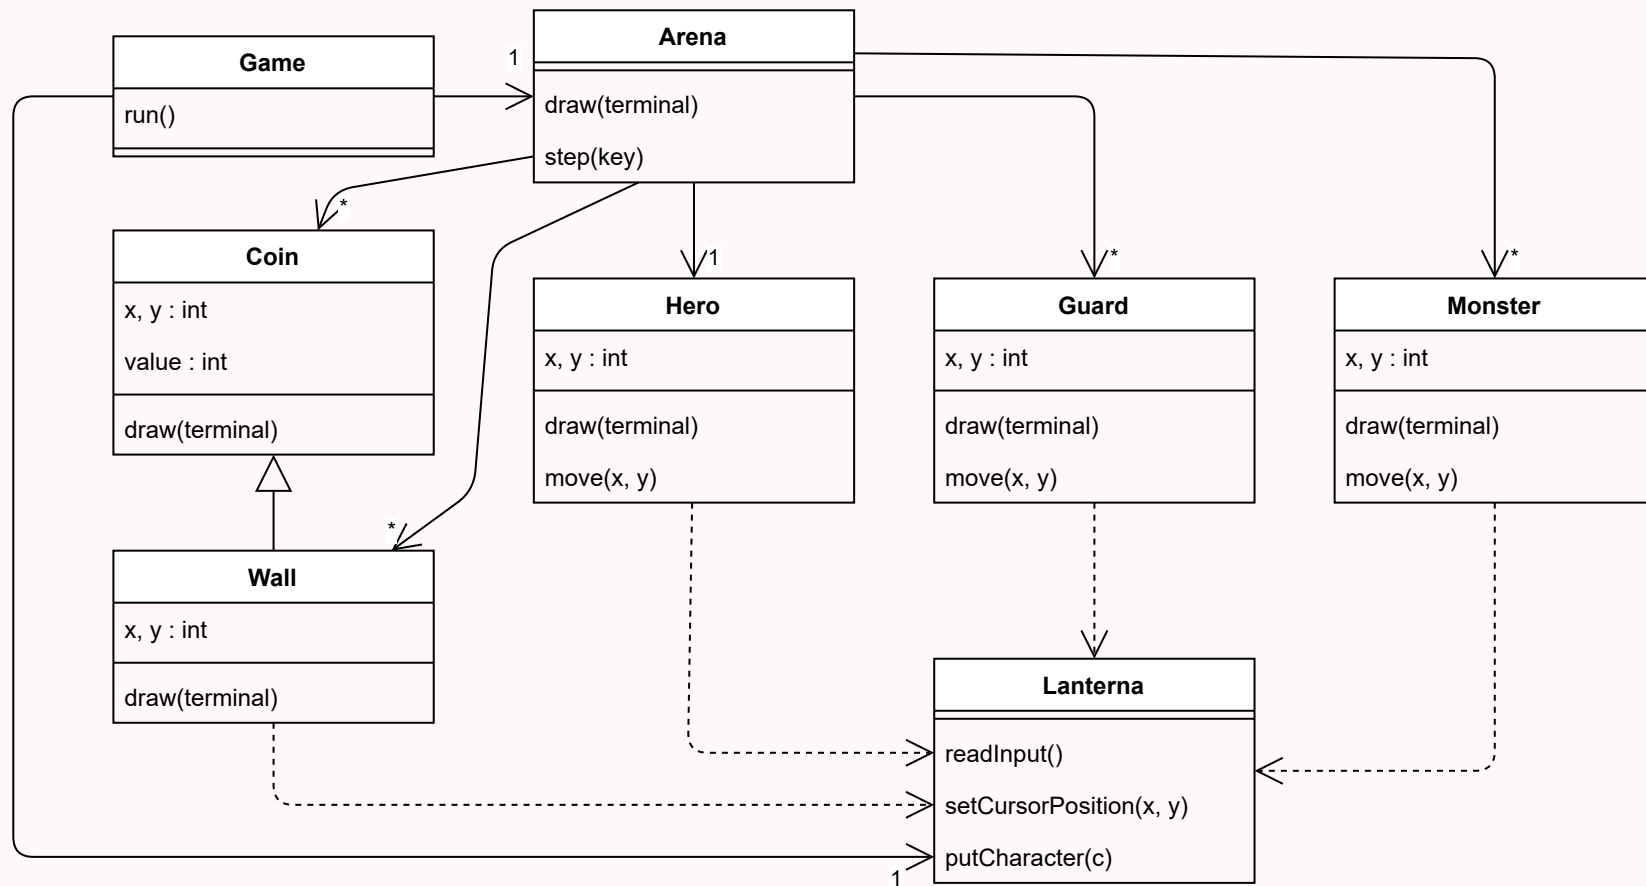 Game
run()
1
Arena
draw(terminal)
step(key)
*
Coin
x, y : int
value : int
draw(terminal)
1
Hero
x, y : int
draw(terminal)
move(x, y)
*
Guard
x, y : int
draw(terminal)
move(x, y)
*
Monster
x, y : int
draw(terminal)
move(x, y)
*
Wall
x, y : int
draw(terminal)
Lanterna
readInput()
setCursorPosition(x, y)
putCharacter(c)
1